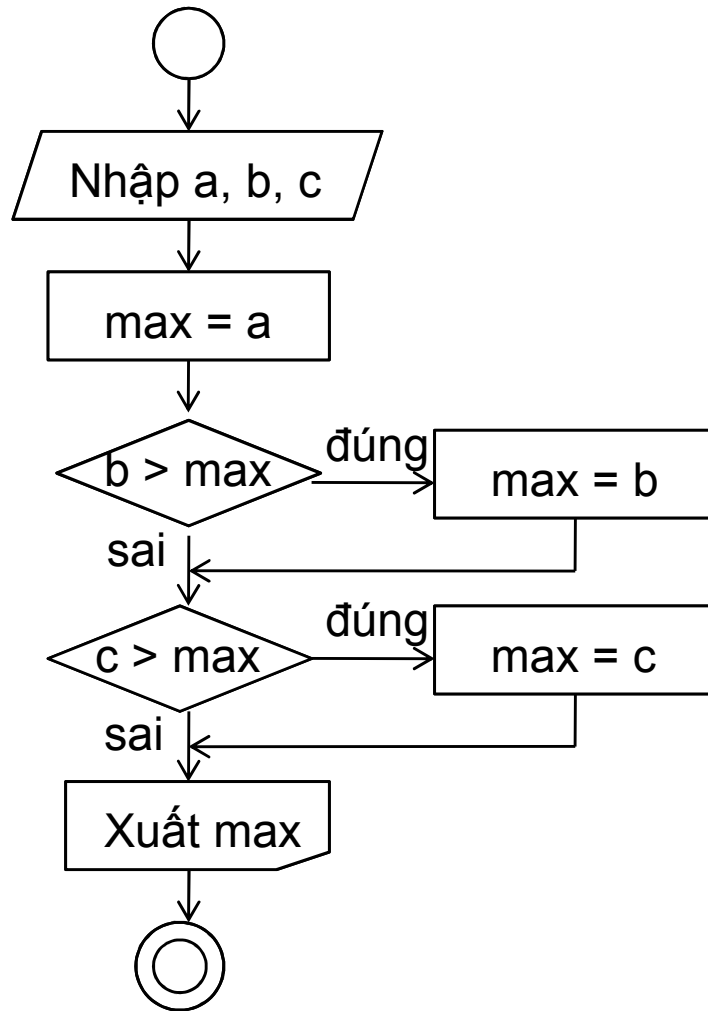 Nhập a, b, c
max = a
b > max
đúng
max = b
sai
c > max
đúng
max = c
sai
Xuất max